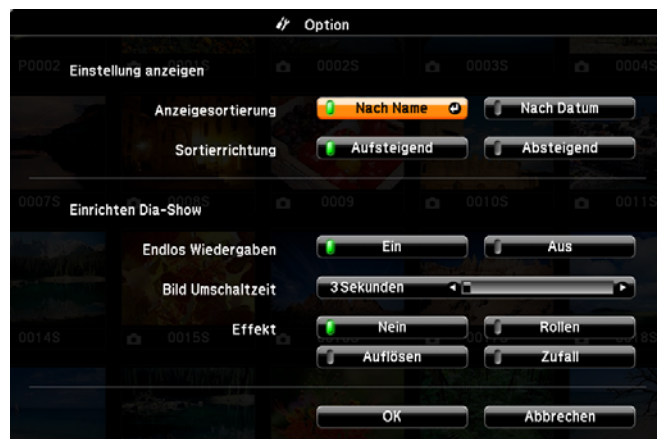 Option
P0002 0001S 0002S 0003S 0004S
Einstellung anzeigen
Anzeigesortierung Nach Name Nach Datum
Sortierrichtung Aufsteigend Absteigend
0007S 0008S 0009 0010S 0011S
Einrichten Dia-Show
Endlos Wiedergaben Ein Aus
Bild Umschaltzeit 3Sekunden
0014S 0015S Effekt Nein Rollen
Auflösen Zufall
OK Abbrechen